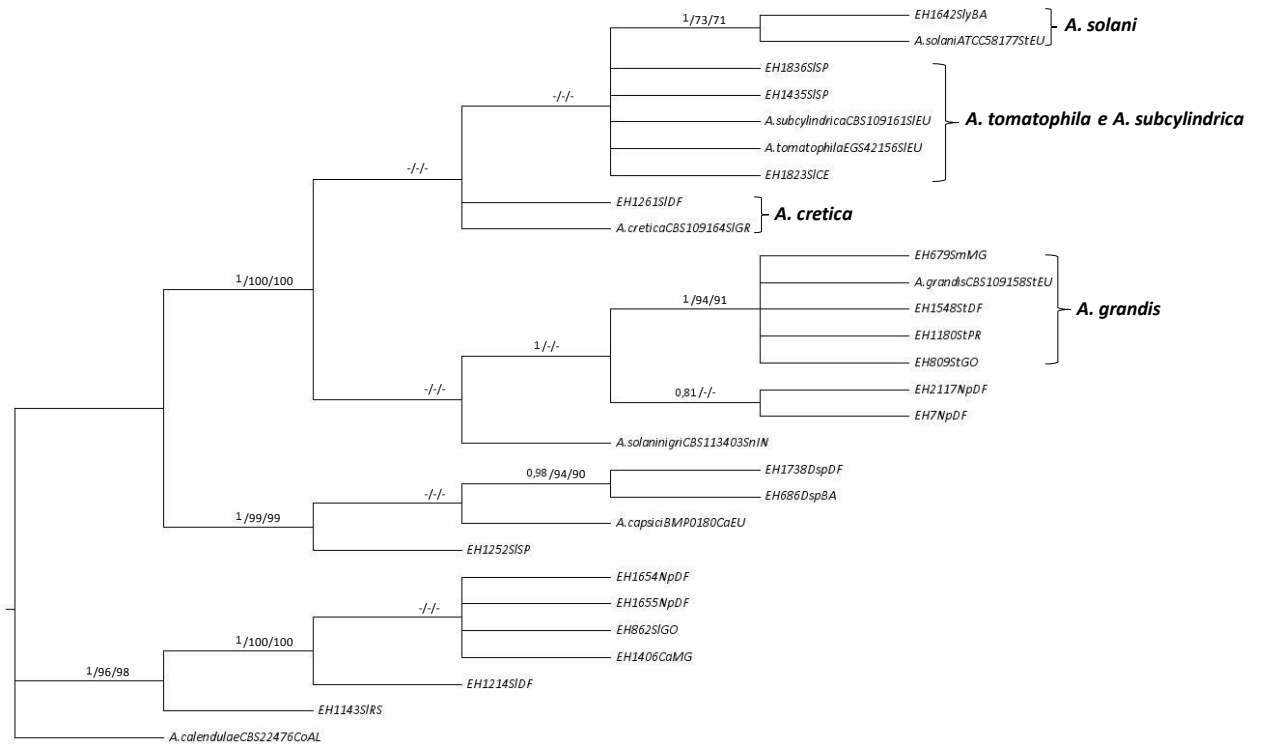 1/73/71
EH1642SlyBA
A.solaniATCC58177StEU
A. solani
EH1836SlSP
-/-/-
EH1435SlSP
A.subcylindricaCBS109161SlEU
A. tomatophila e A. subcylindrica
A.tomatophilaEGS42156SlEU
-/-/-
EH1823SlCE
EH1261SlDF
A. cretica
A.creticaCBS109164SlGR
EH679SmMG
1/100/100
A.grandisCBS109158StEU
1/94/91
EH1548StDF
A. grandis
EH1180StPR
1/-/-
EH809StGO
-/-/-
0,81/-/-
EH2117NpDF
EH7NpDF
A.solaninigriCBS113403SnIN
0,98/94/90
EH1738DspDF
-/-/-
EH686DspBA
1/99/99
A.capsiciBMP0180CaEU
EH1252SlSP
EH1654NpDF
-/-/-
EH1655NpDF
EH862SlGO
1/100/100
EH1406CaMG
1/96/98
EH1214SlDF
EH1143SlRS
A.calendulaeCBS22476CoAL